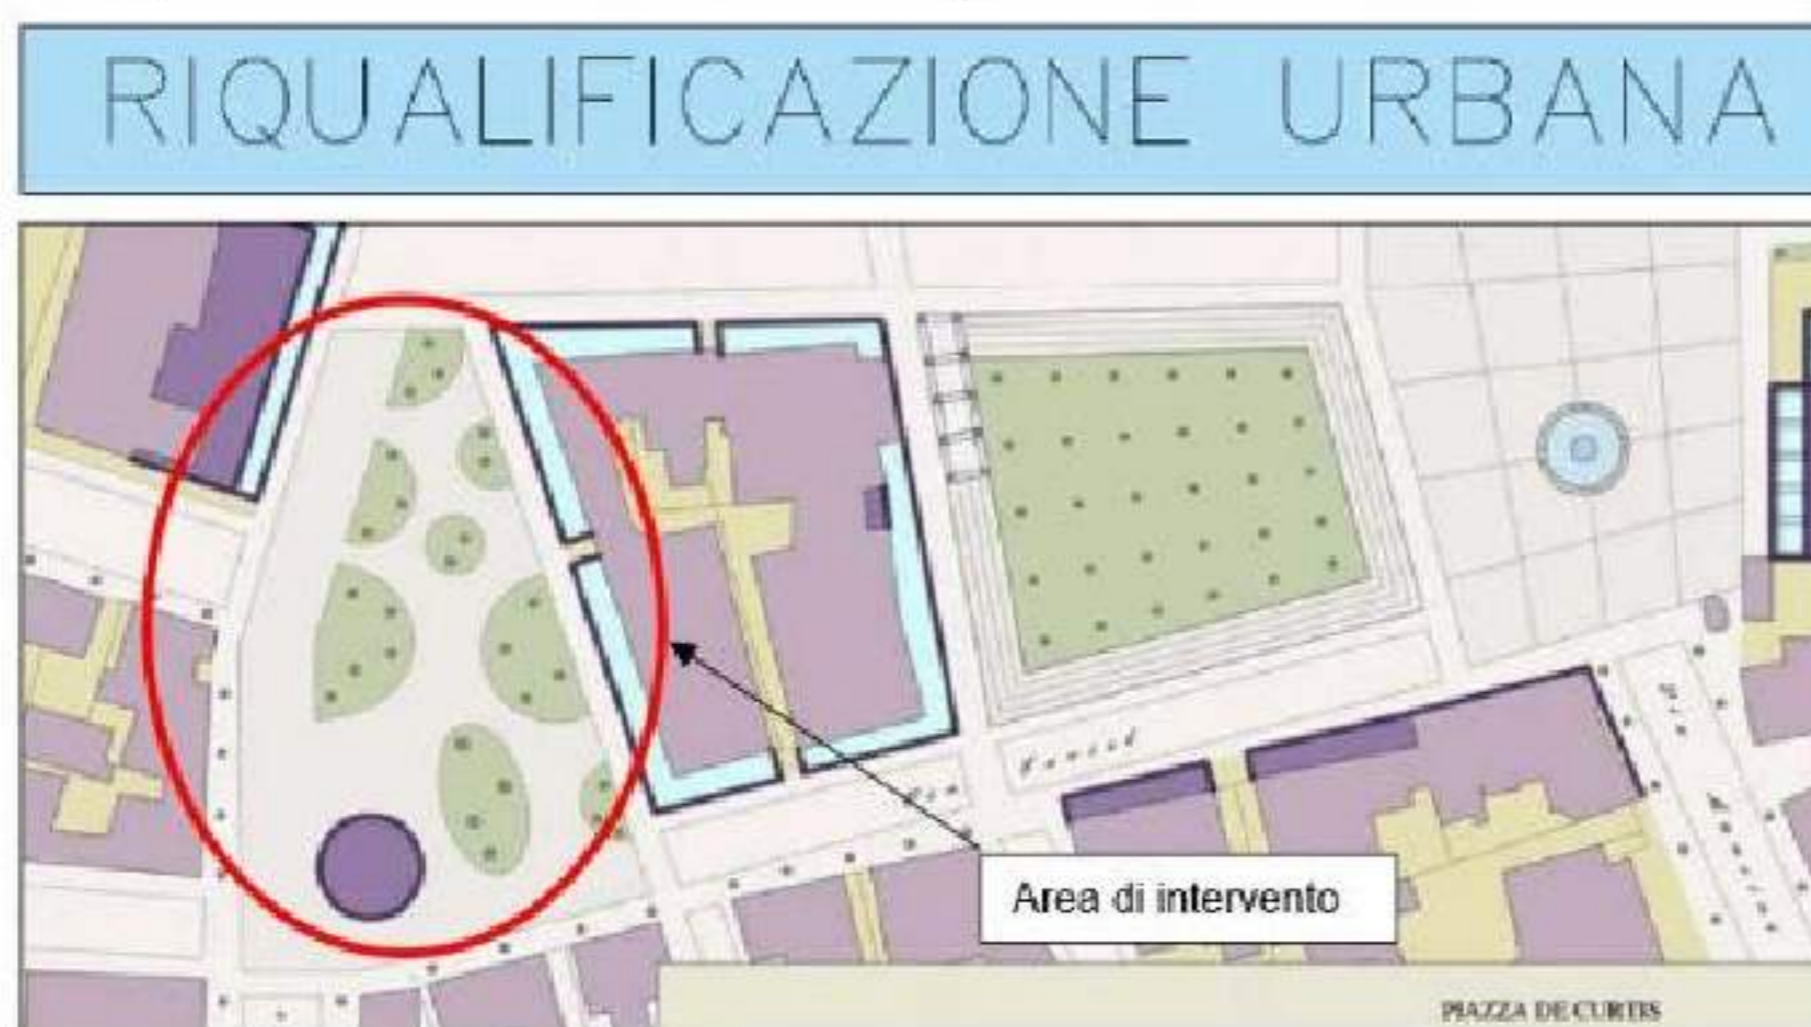 RIQUALIFICAZIONE URBANA
Area di intervento
PIAZZA DE CURTIS